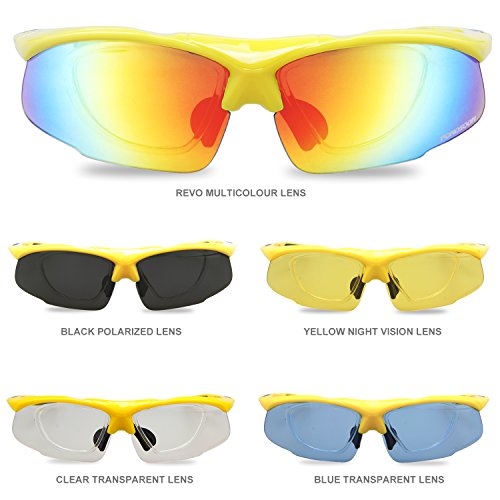 REVO MULTICOLOUR LENS
BLACK POLARIZED LENS
YELLOW NIGHT VISION LENS
CLEAR TRANSPARENT LENS
BLUE TRANSPARENT LENS